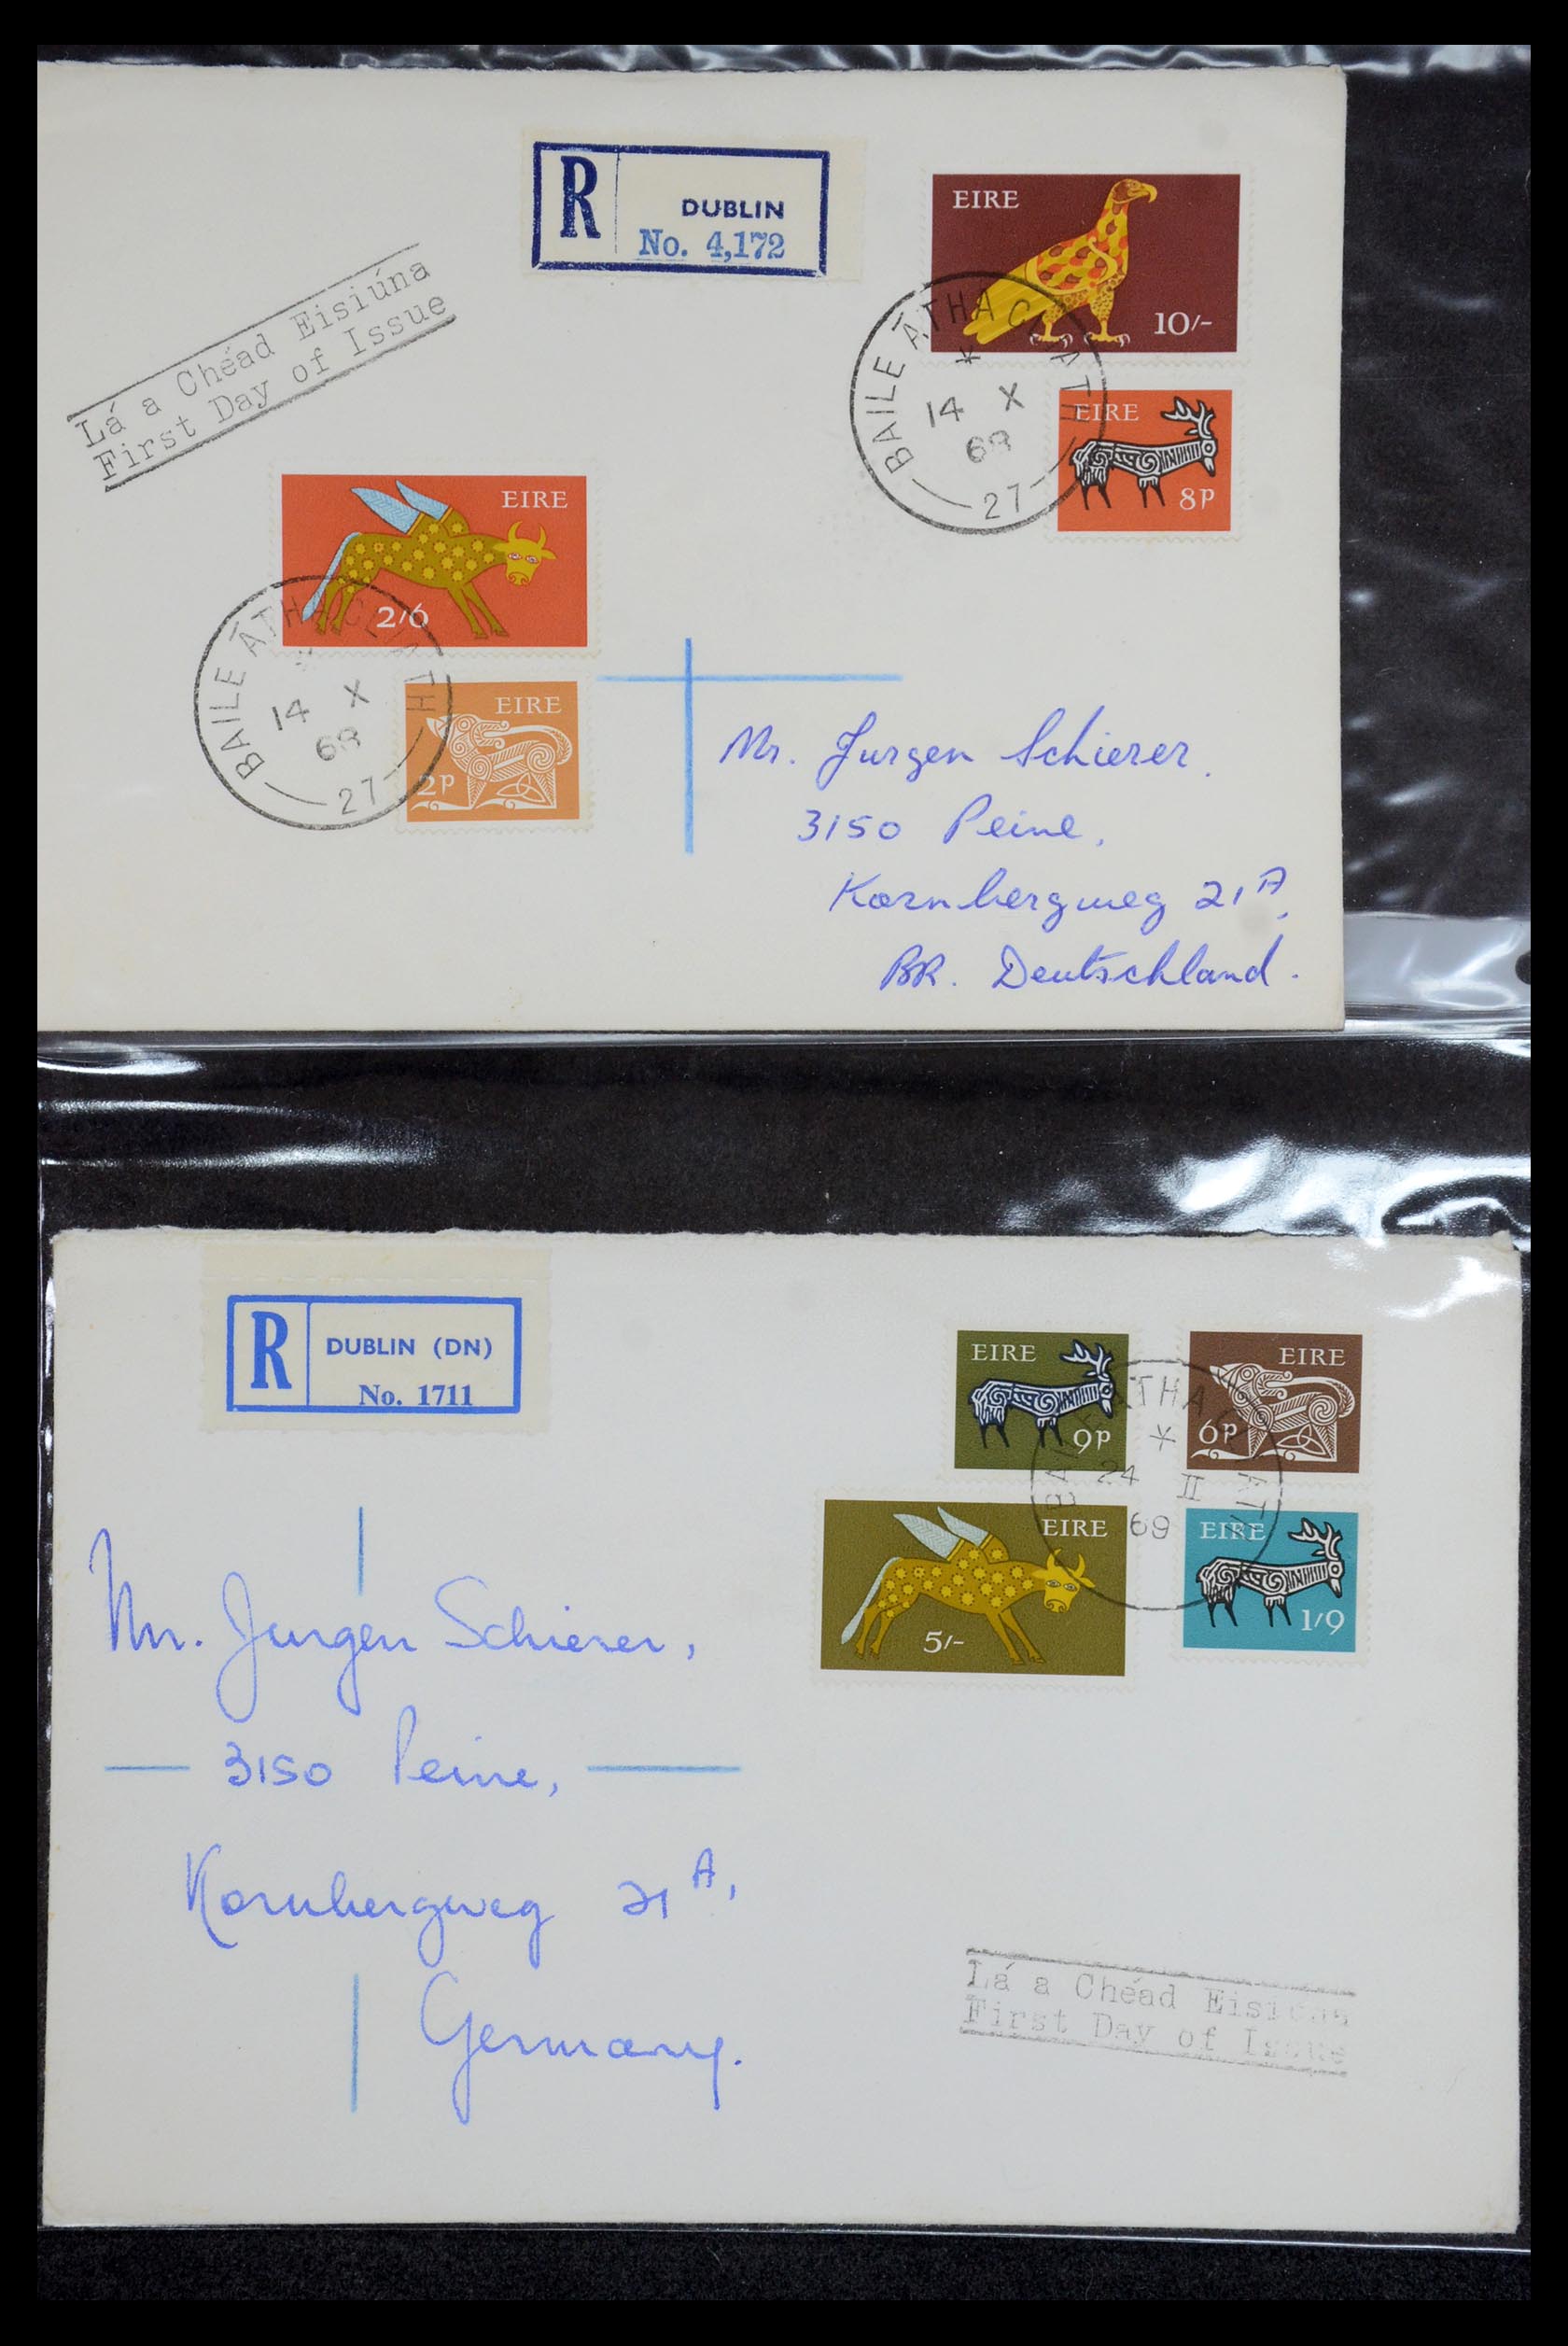 R
DUBLIN
No. 4,172
EIRE
10/-
Lá a Chéad Eisiúna
First Day of Issue
BAILE ÁTHA CLIATH
14 X
68
27
EIRE
8P
EIRE
2/6
BAILE ÁTHA CLIATH
14 X
68
27
EIRE
2P
Mr. Jurgen Schierer.
3150 Peine,
Kornbergweg 21A.
BR. Deutschland.
R
DUBLIN (DN)
No. 1711
EIRE
9P
EIRE
6P
ÁTHA
24 II
69
EIRE
5/-
EIRE
1/9
Mr. Jurgen Schierer,
3150 Peine,
Kornbergweg 21A,
Germany.
Lá a Chéad Eisiúna
First Day of Issue